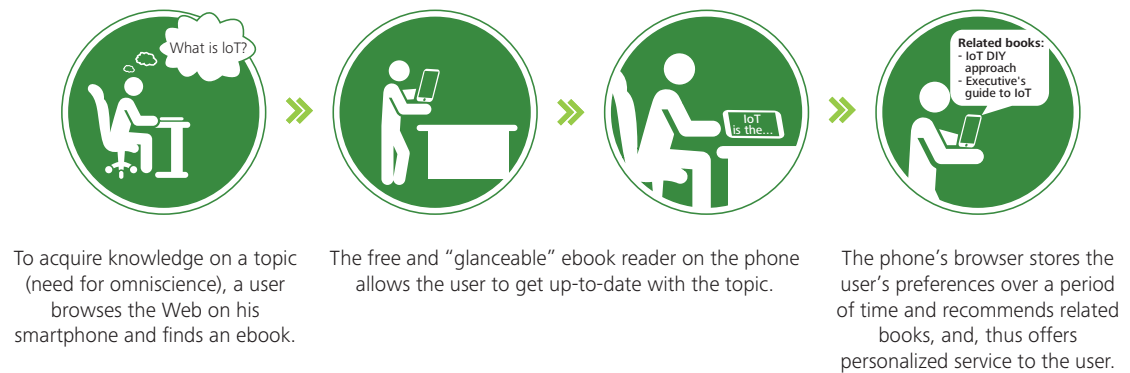 What is IoT?
IoT
is the...
Related books:
- IoT DIY
approach
- Executive's
guide to IoT
To acquire knowledge on a topic
(need for omniscience), a user
browses the Web on his
smartphone and finds an ebook.
The free and “glanceable” ebook reader on the phone
allows the user to get up-to-date with the topic.
The phone’s browser stores the
user’s preferences over a period
of time and recommends related
books, and, thus offers
personalized service to the user.